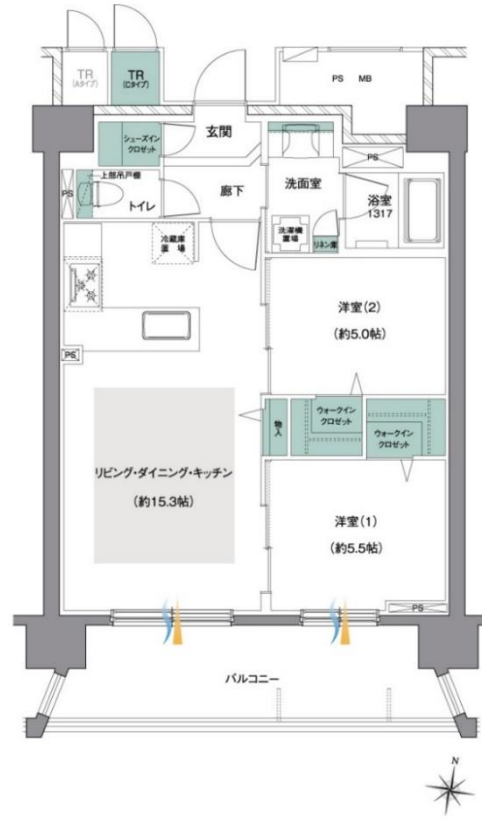 TR
(Aタイプ)
TR
(Cタイプ)
PS MB
シューズイン
クロゼット
玄関
PS
上部吊戸棚
PS
トイレ
廊下
洗面室
浴室
1317
洗濯機
置場
リネン庫
冷蔵庫
置場
洋室(2)
(約5.0帖)
PS
物入
ウォークイン
クロゼット
ウォークイン
クロゼット
リビング・ダイニング・キッチン
(約15.3帖)
洋室(1)
(約5.5帖)
PS
バルコニー
N